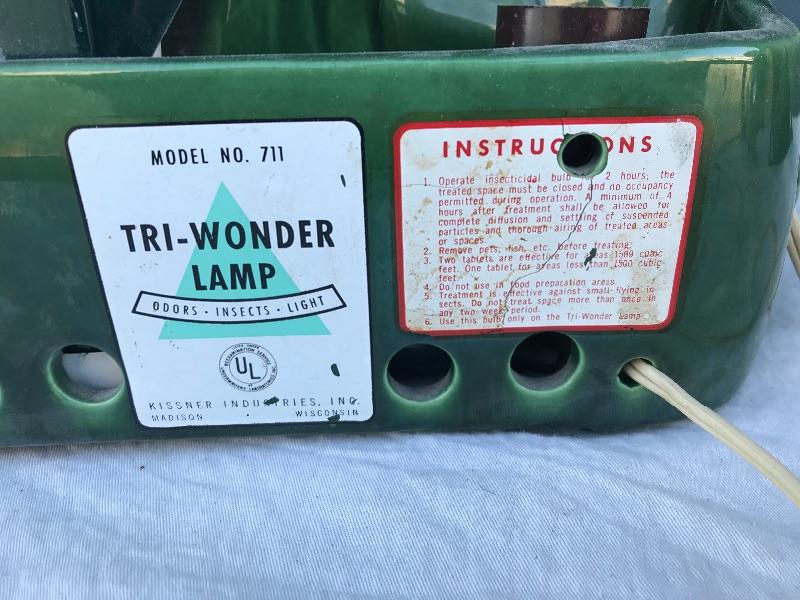 MODEL NO. 711
TRI-WONDER
LAMP
ODORS · INSECTS · LIGHT
UL
KISSNER INDUSTRIES, INC.
MADISON WISCONSIN
INSTRUCTIONS
1. Operate insecticidal bulb 2 hours; the
treated space must be closed and no occupancy
permitted during operation. A minimum of 4
hours after treatment shall be allowed for
complete diffusion and settling of suspended
particles and thorough airing of treated areas
or spaces.
2. Remove pets, fish, etc. before treating.
3. Two tablets are effective for areas 1500 cubic
feet. One tablet for areas less than 1500 cubic
feet.
4. Do not use in food preparation areas.
5. Treatment is effective against small flying in-
sects. Do not treat space more than once in
any two week period.
6. Use this bulb only on the Tri-Wonder Lamp